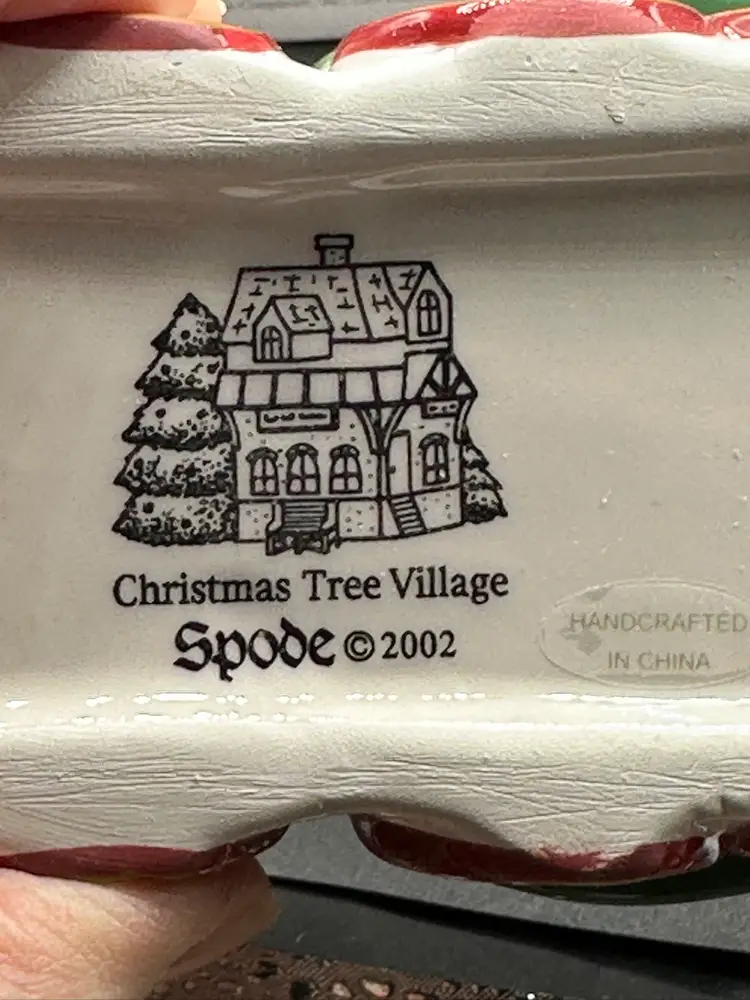 Christmas Tree Village
Spode © 2002
HANDCRAFTED
IN CHINA